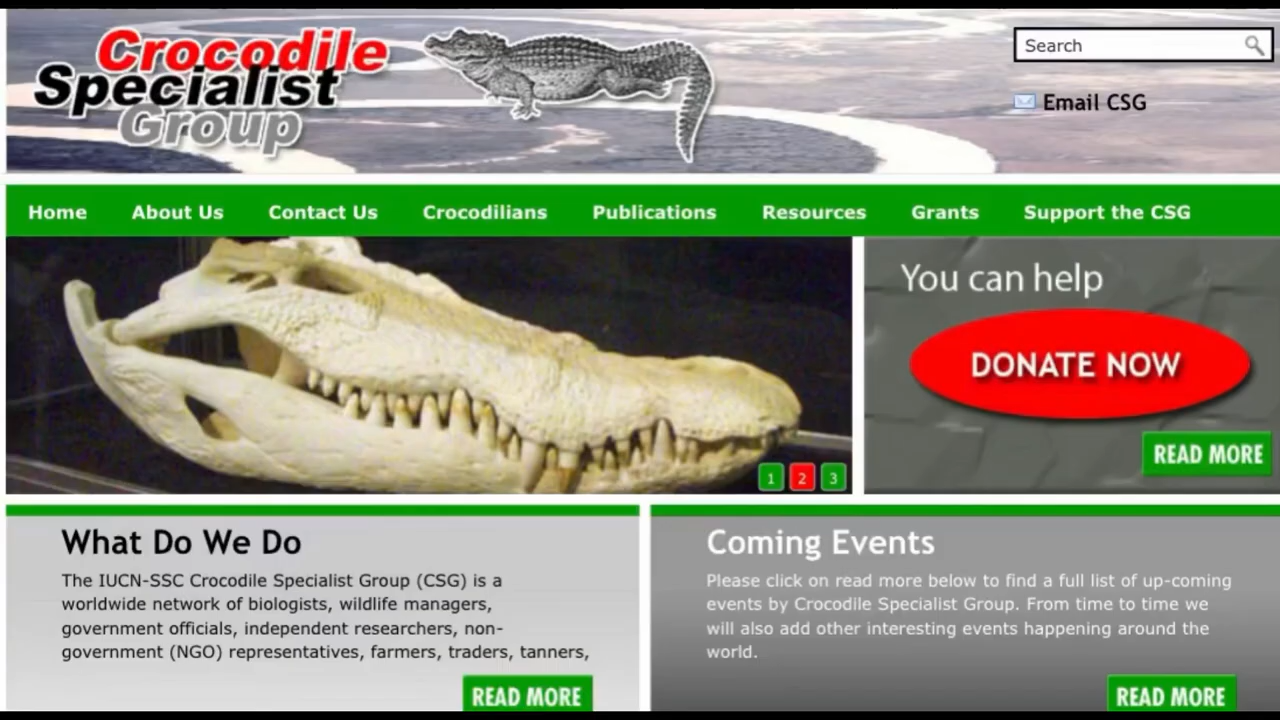 Crocodile
Specialist
Group
Search
Email CSG
Home About Us Contact Us Crocodilians Publications Resources Grants Support the CSG
You can help
DONATE NOW
READ MORE
1 2 3
What Do We Do
The IUCN-SSC Crocodile Specialist Group (CSG) is a
worldwide network of biologists, wildlife managers,
government officials, independent researchers, non-
government (NGO) representatives, farmers, traders, tanners,
READ MORE
Coming Events
Please click on read more below to find a full list of up-coming
events by Crocodile Specialist Group. From time to time we
will also add other interesting events happening around the
world.
READ MORE